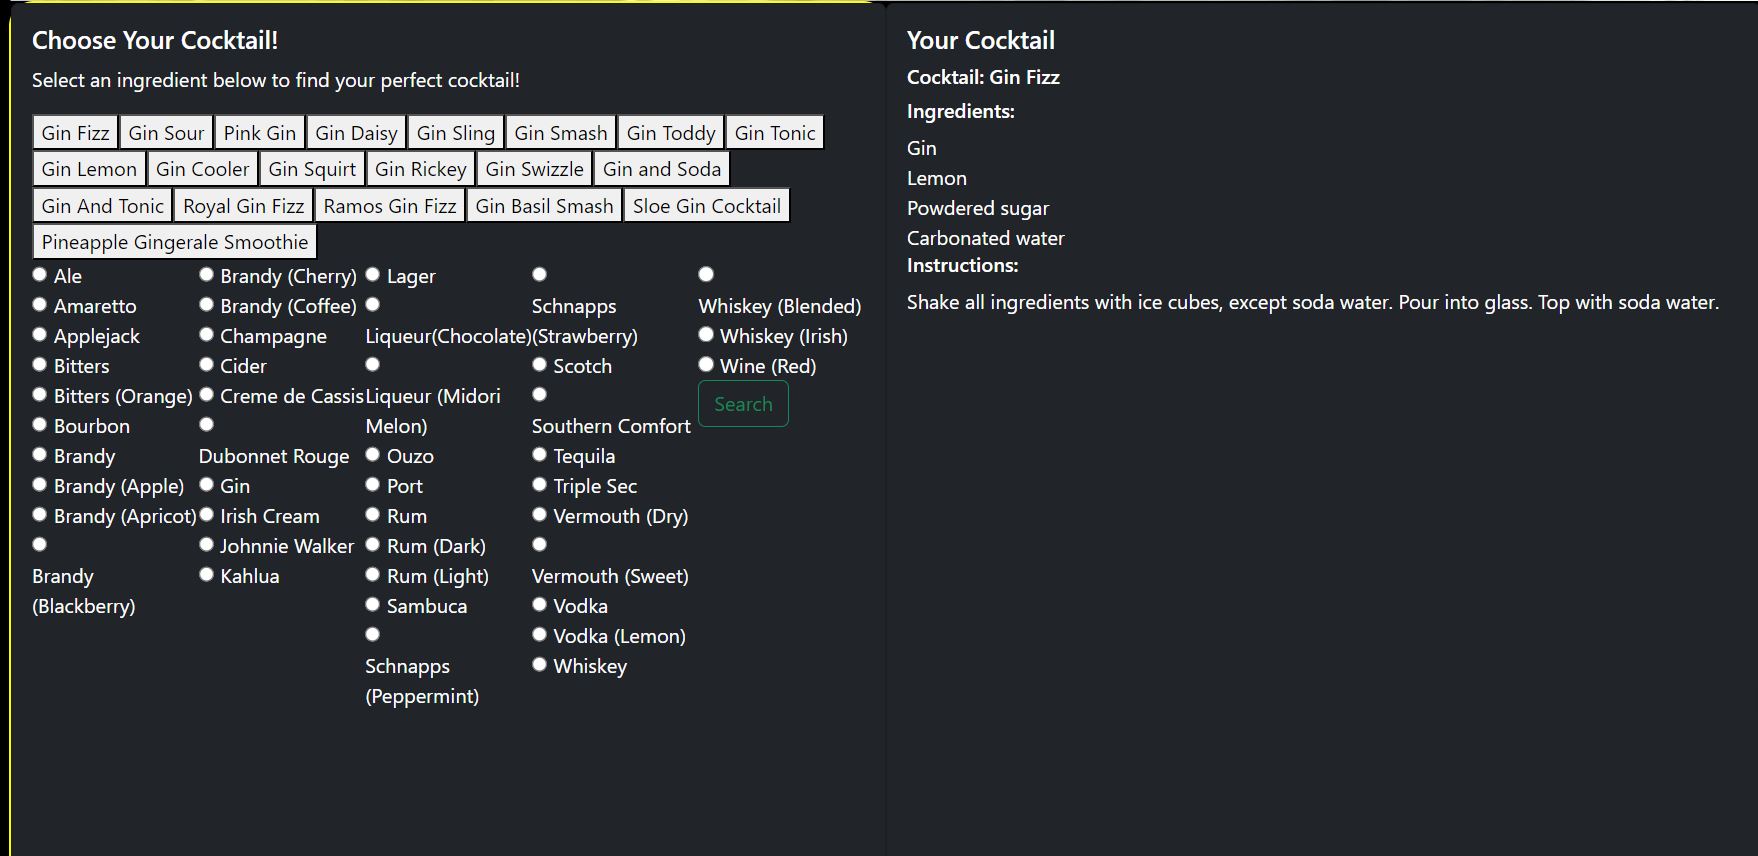 Choose Your Cocktail!
Select an ingredient below to find your perfect cocktail!
Gin Fizz Gin Sour Pink Gin Gin Daisy Gin Sling Gin Smash Gin Toddy Gin Tonic
Gin Lemon Gin Cooler Gin Squirt Gin Rickey Gin Swizzle Gin and Soda
Gin And Tonic Royal Gin Fizz Ramos Gin Fizz Gin Basil Smash Sloe Gin Cocktail
Pineapple Gingerale Smoothie
Ale
Amaretto
Applejack
Bitters
Bitters (Orange)
Bourbon
Brandy
Brandy (Apple)
Brandy (Apricot)
Brandy
(Blackberry)
Brandy (Cherry)
Brandy (Coffee)
Champagne
Cider
Creme de Cassis
Dubonnet Rouge
Gin
Irish Cream
Johnnie Walker
Kahlua
Lager
Liqueur(Chocolate)
Liqueur (Midori
Melon)
Ouzo
Port
Rum
Rum (Dark)
Rum (Light)
Sambuca
Schnapps
(Peppermint)
Schnapps
(Strawberry)
Scotch
Southern Comfort
Tequila
Triple Sec
Vermouth (Dry)
Vermouth (Sweet)
Vodka
Vodka (Lemon)
Whiskey
Whiskey (Blended)
Whiskey (Irish)
Wine (Red)
Search
Your Cocktail
Cocktail: Gin Fizz
Ingredients:
Gin
Lemon
Powdered sugar
Carbonated water
Instructions:
Shake all ingredients with ice cubes, except soda water. Pour into glass. Top with soda water.